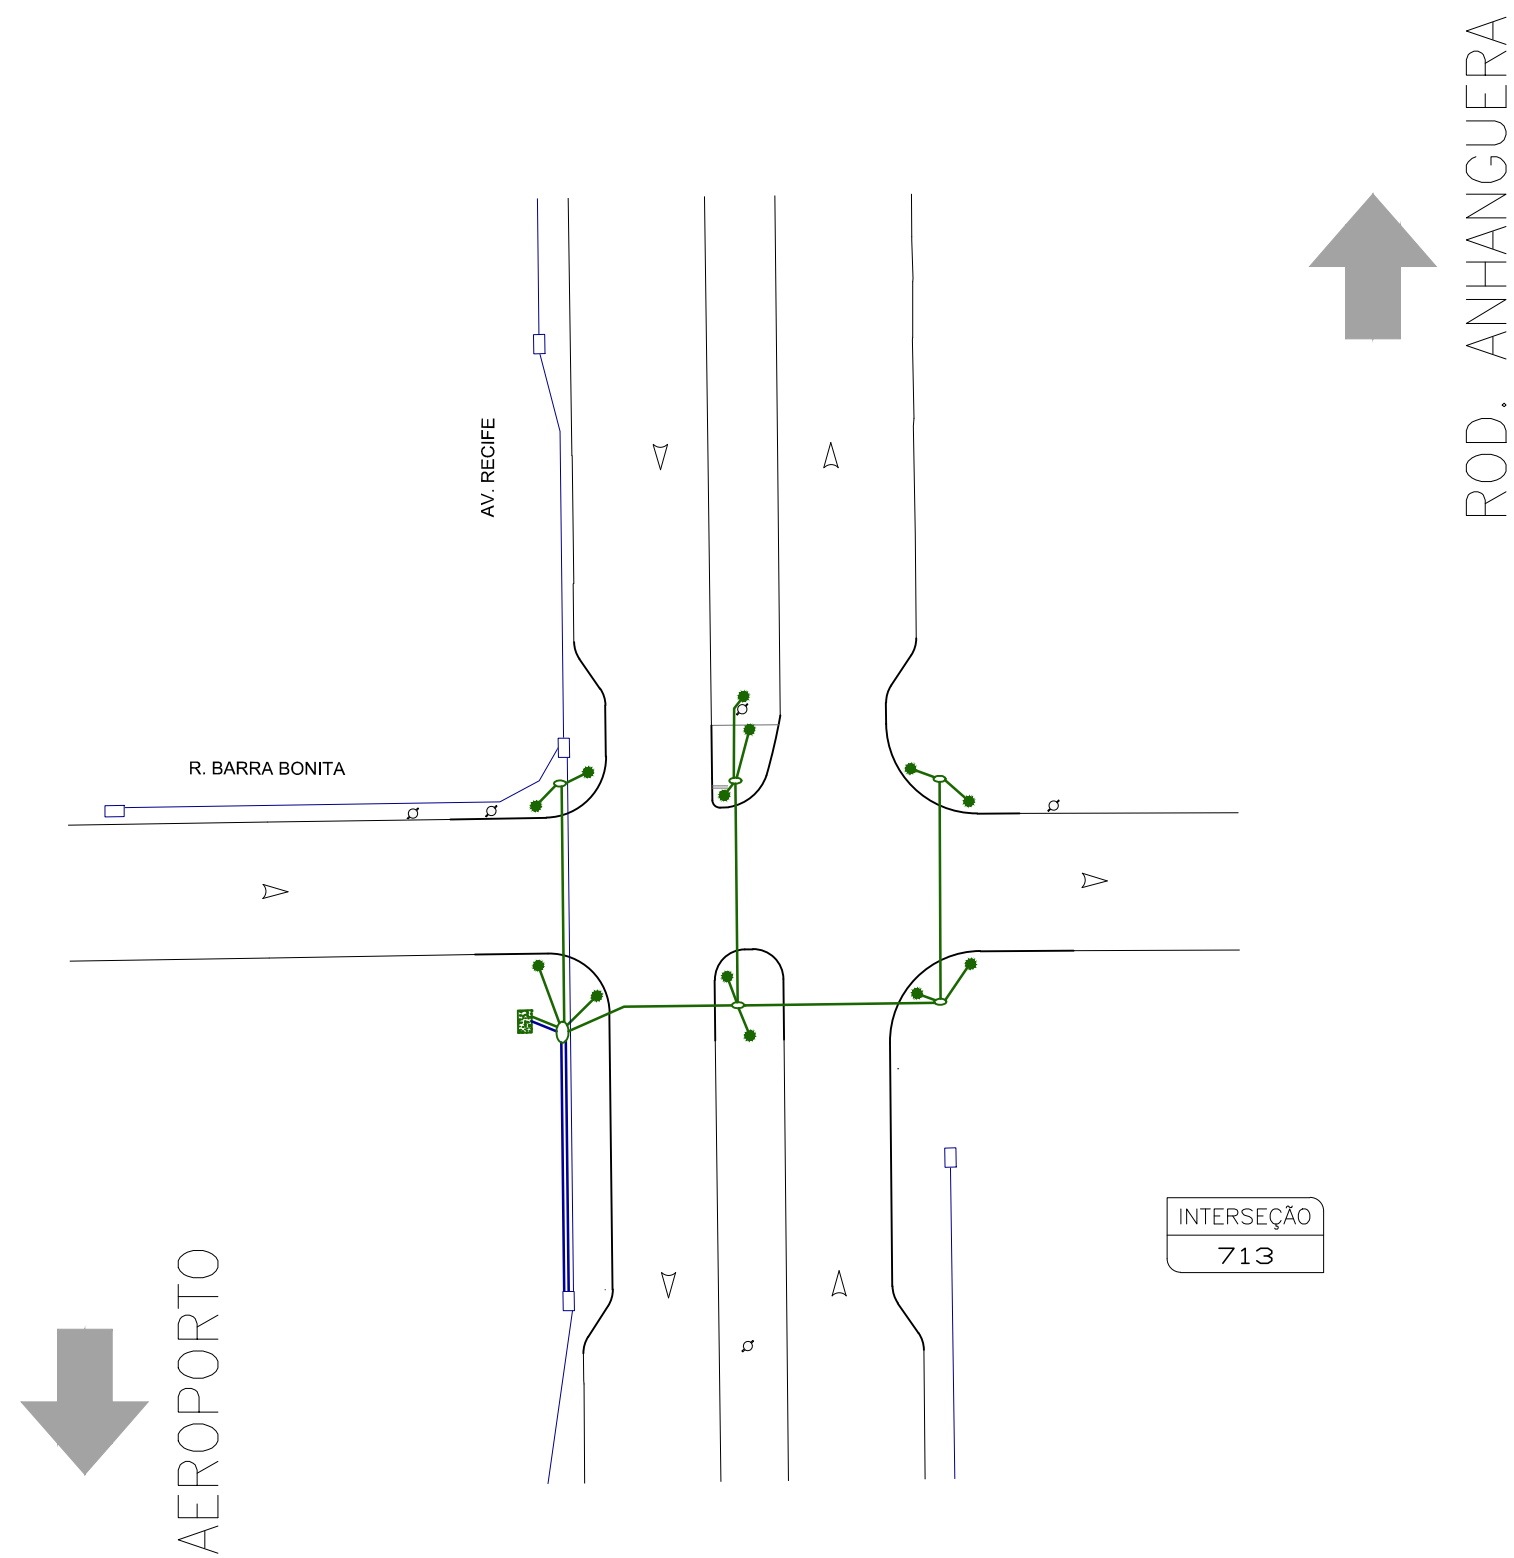 ROD. ANHANGUERA
AV. RECIFE
R. BARRA BONITA
INTERSEÇÃO
713
AEROPORTO